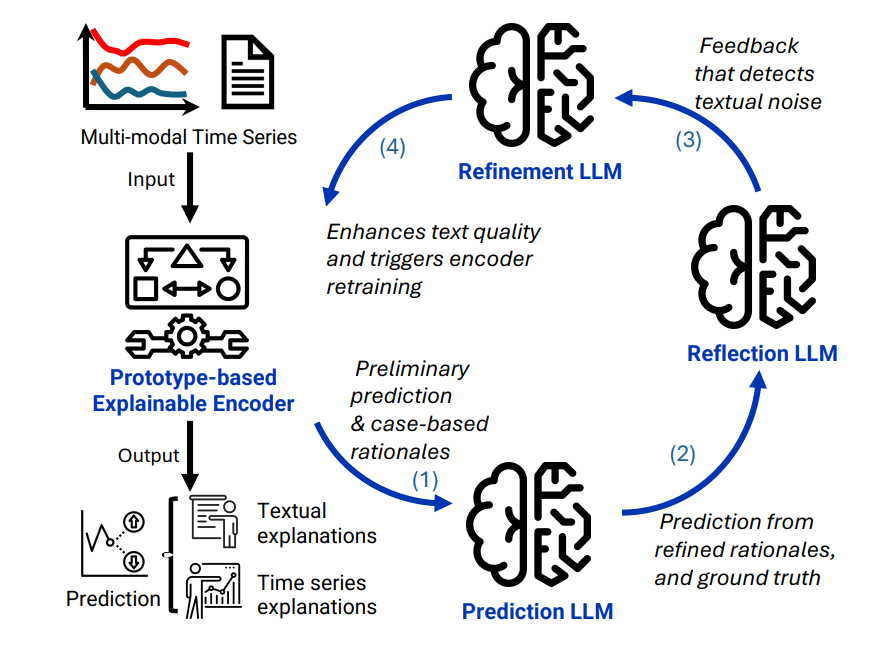 Multi-modal Time Series
Input
Prototype-based
Explainable Encoder
Output
Prediction
Textual
explanations
Time series
explanations
Preliminary
prediction
& case-based
rationales
(1)
Prediction LLM
(2)
Prediction from
refined rationales,
and ground truth
Reflection LLM
(3)
Feedback
that detects
textual noise
Refinement LLM
(4)
Enhances text quality
and triggers encoder
retraining